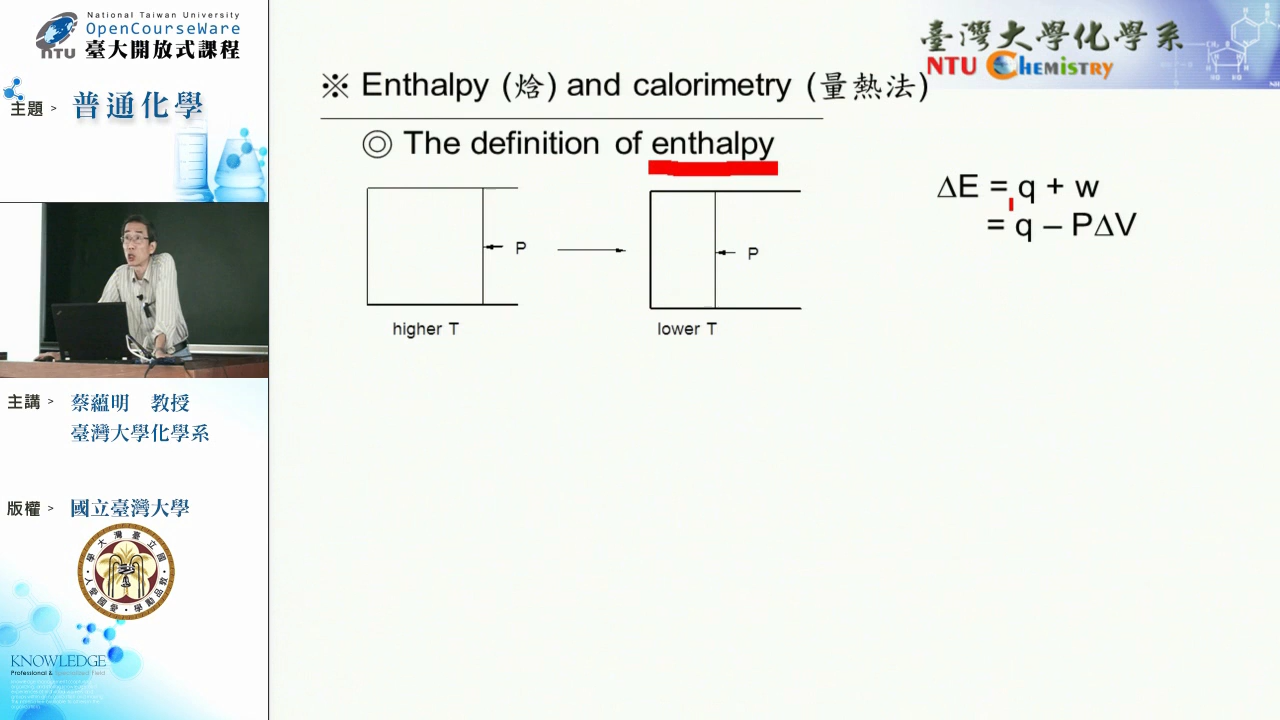 National Taiwan University
OpenCourseWare
NTU 臺大開放式課程
主題 > 普通化學
主講 > 蔡蘊明 教授
臺灣大學化學系
版權 > 國立臺灣大學
KNOWLEDGE
臺灣大學化學系
NTU Chemistry
※ Enthalpy (焓) and calorimetry (量熱法)
◎ The definition of enthalpy
P
P
higher T
lower T
ΔE = q + w
= q – PΔV